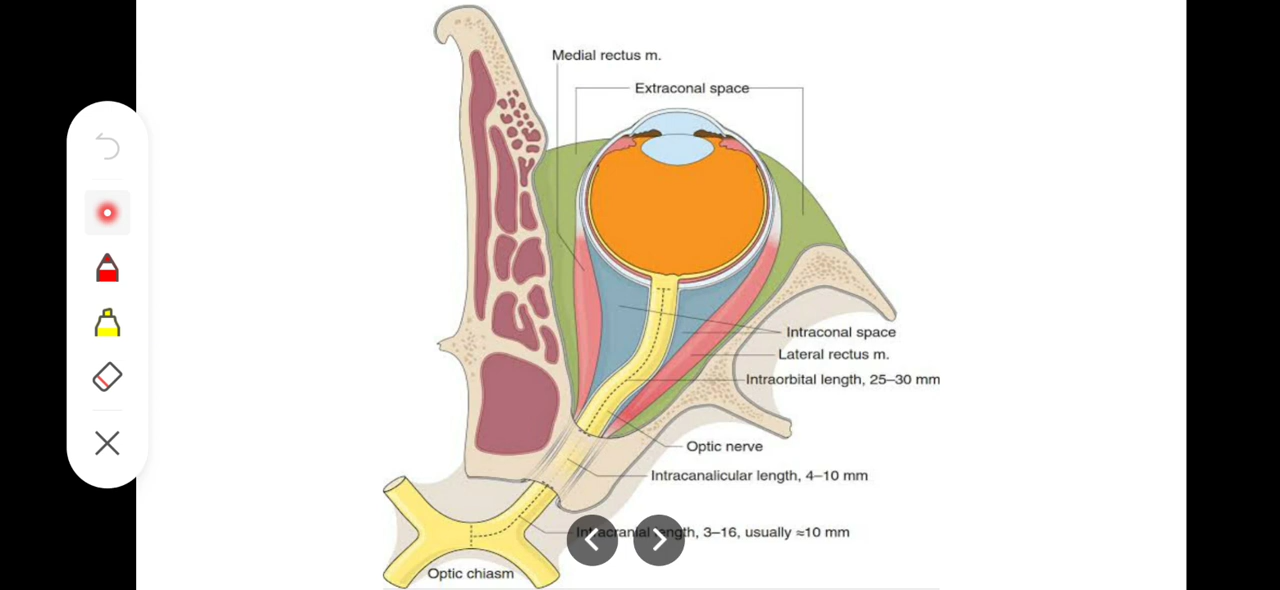 Medial rectus m.
Extraconal space
Intraconal space
Lateral rectus m.
Intraorbital length, 25–30 mm
Optic nerve
Intracanalicular length, 4–10 mm
Intracranial length, 3–16, usually ≈10 mm
Optic chiasm